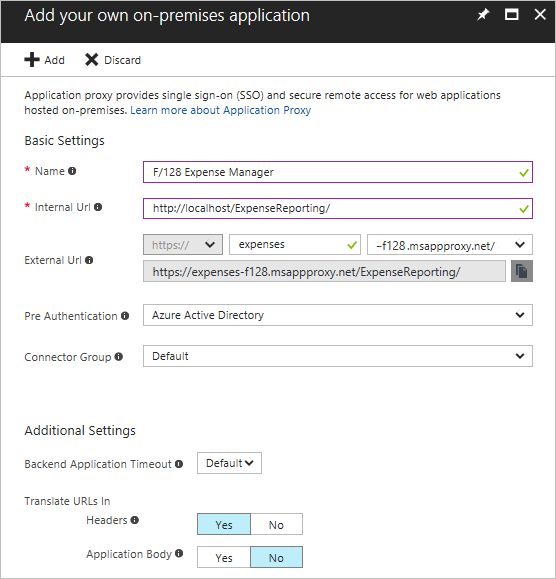 Add your own on-premises application
Add Discard
Application proxy provides single sign-on (SSO) and secure remote access for web applications
hosted on-premises. Learn more about Application Proxy
Basic Settings
* Name F/128 Expense Manager
* Internal Url http://localhost/ExpenseReporting/
https:// expenses -f128.msappproxy.net/
External Url
https://expenses-f128.msappproxy.net/ExpenseReporting/
Pre Authentication Azure Active Directory
Connector Group Default
Additional Settings
Backend Application Timeout Default
Translate URLs In
Headers Yes No
Application Body Yes No